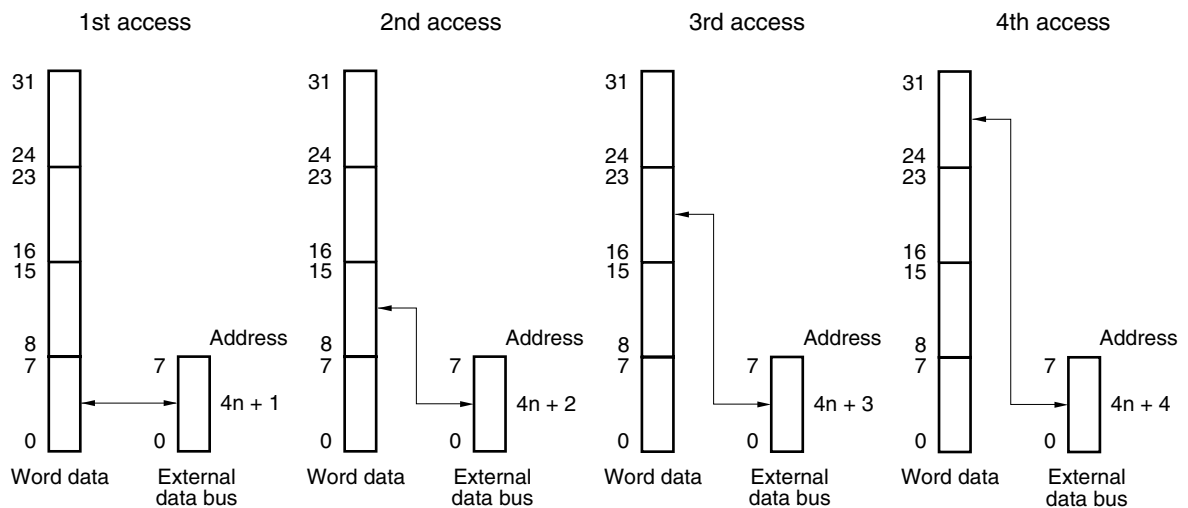 1st access
31
24
23
16
15
8
7
0
Address
7
4n + 1
0
Word data
External
data bus
2nd access
31
24
23
16
15
8
7
0
Address
7
4n + 2
0
Word data
External
data bus
3rd access
31
24
23
16
15
8
7
0
Address
7
4n + 3
0
Word data
External
data bus
4th access
31
24
23
16
15
8
7
0
Address
7
4n + 4
0
Word data
External
data bus